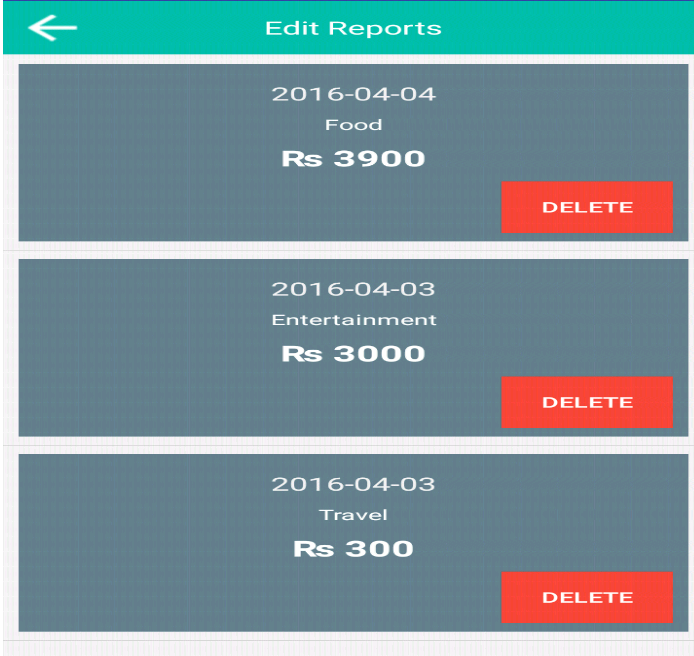 Edit Reports
2016-04-04
Food
Rs 3900
DELETE
2016-04-03
Entertainment
Rs 3000
DELETE
2016-04-03
Travel
Rs 300
DELETE